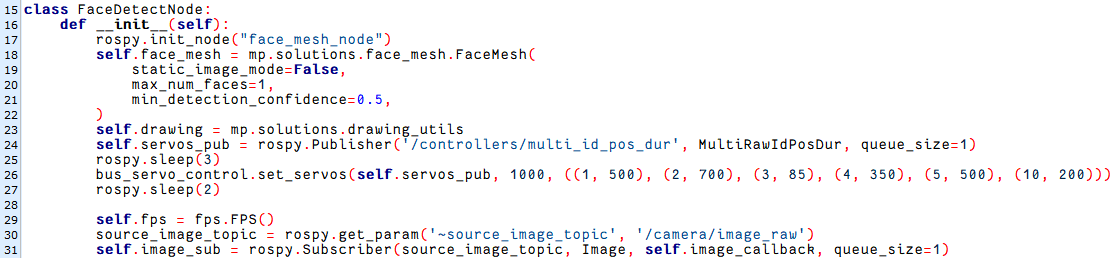 15 class FaceDetectNode:
16     def __init__(self):
17         rospy.init_node("face_mesh_node")
18         self.face_mesh = mp.solutions.face_mesh.FaceMesh(
19             static_image_mode=False,
20             max_num_faces=1,
21             min_detection_confidence=0.5,
22         )
23         self.drawing = mp.solutions.drawing_utils
24         self.servos_pub = rospy.Publisher('/controllers/multi_id_pos_dur', MultiRawIdPosDur, queue_size=1)
25         rospy.sleep(3)
26         bus_servo_control.set_servos(self.servos_pub, 1000, ((1, 500), (2, 700), (3, 85), (4, 350), (5, 500), (10, 200)))
27         rospy.sleep(2)
28
29         self.fps = fps.FPS()
30         source_image_topic = rospy.get_param('~source_image_topic', '/camera/image_raw')
31         self.image_sub = rospy.Subscriber(source_image_topic, Image, self.image_callback, queue_size=1)